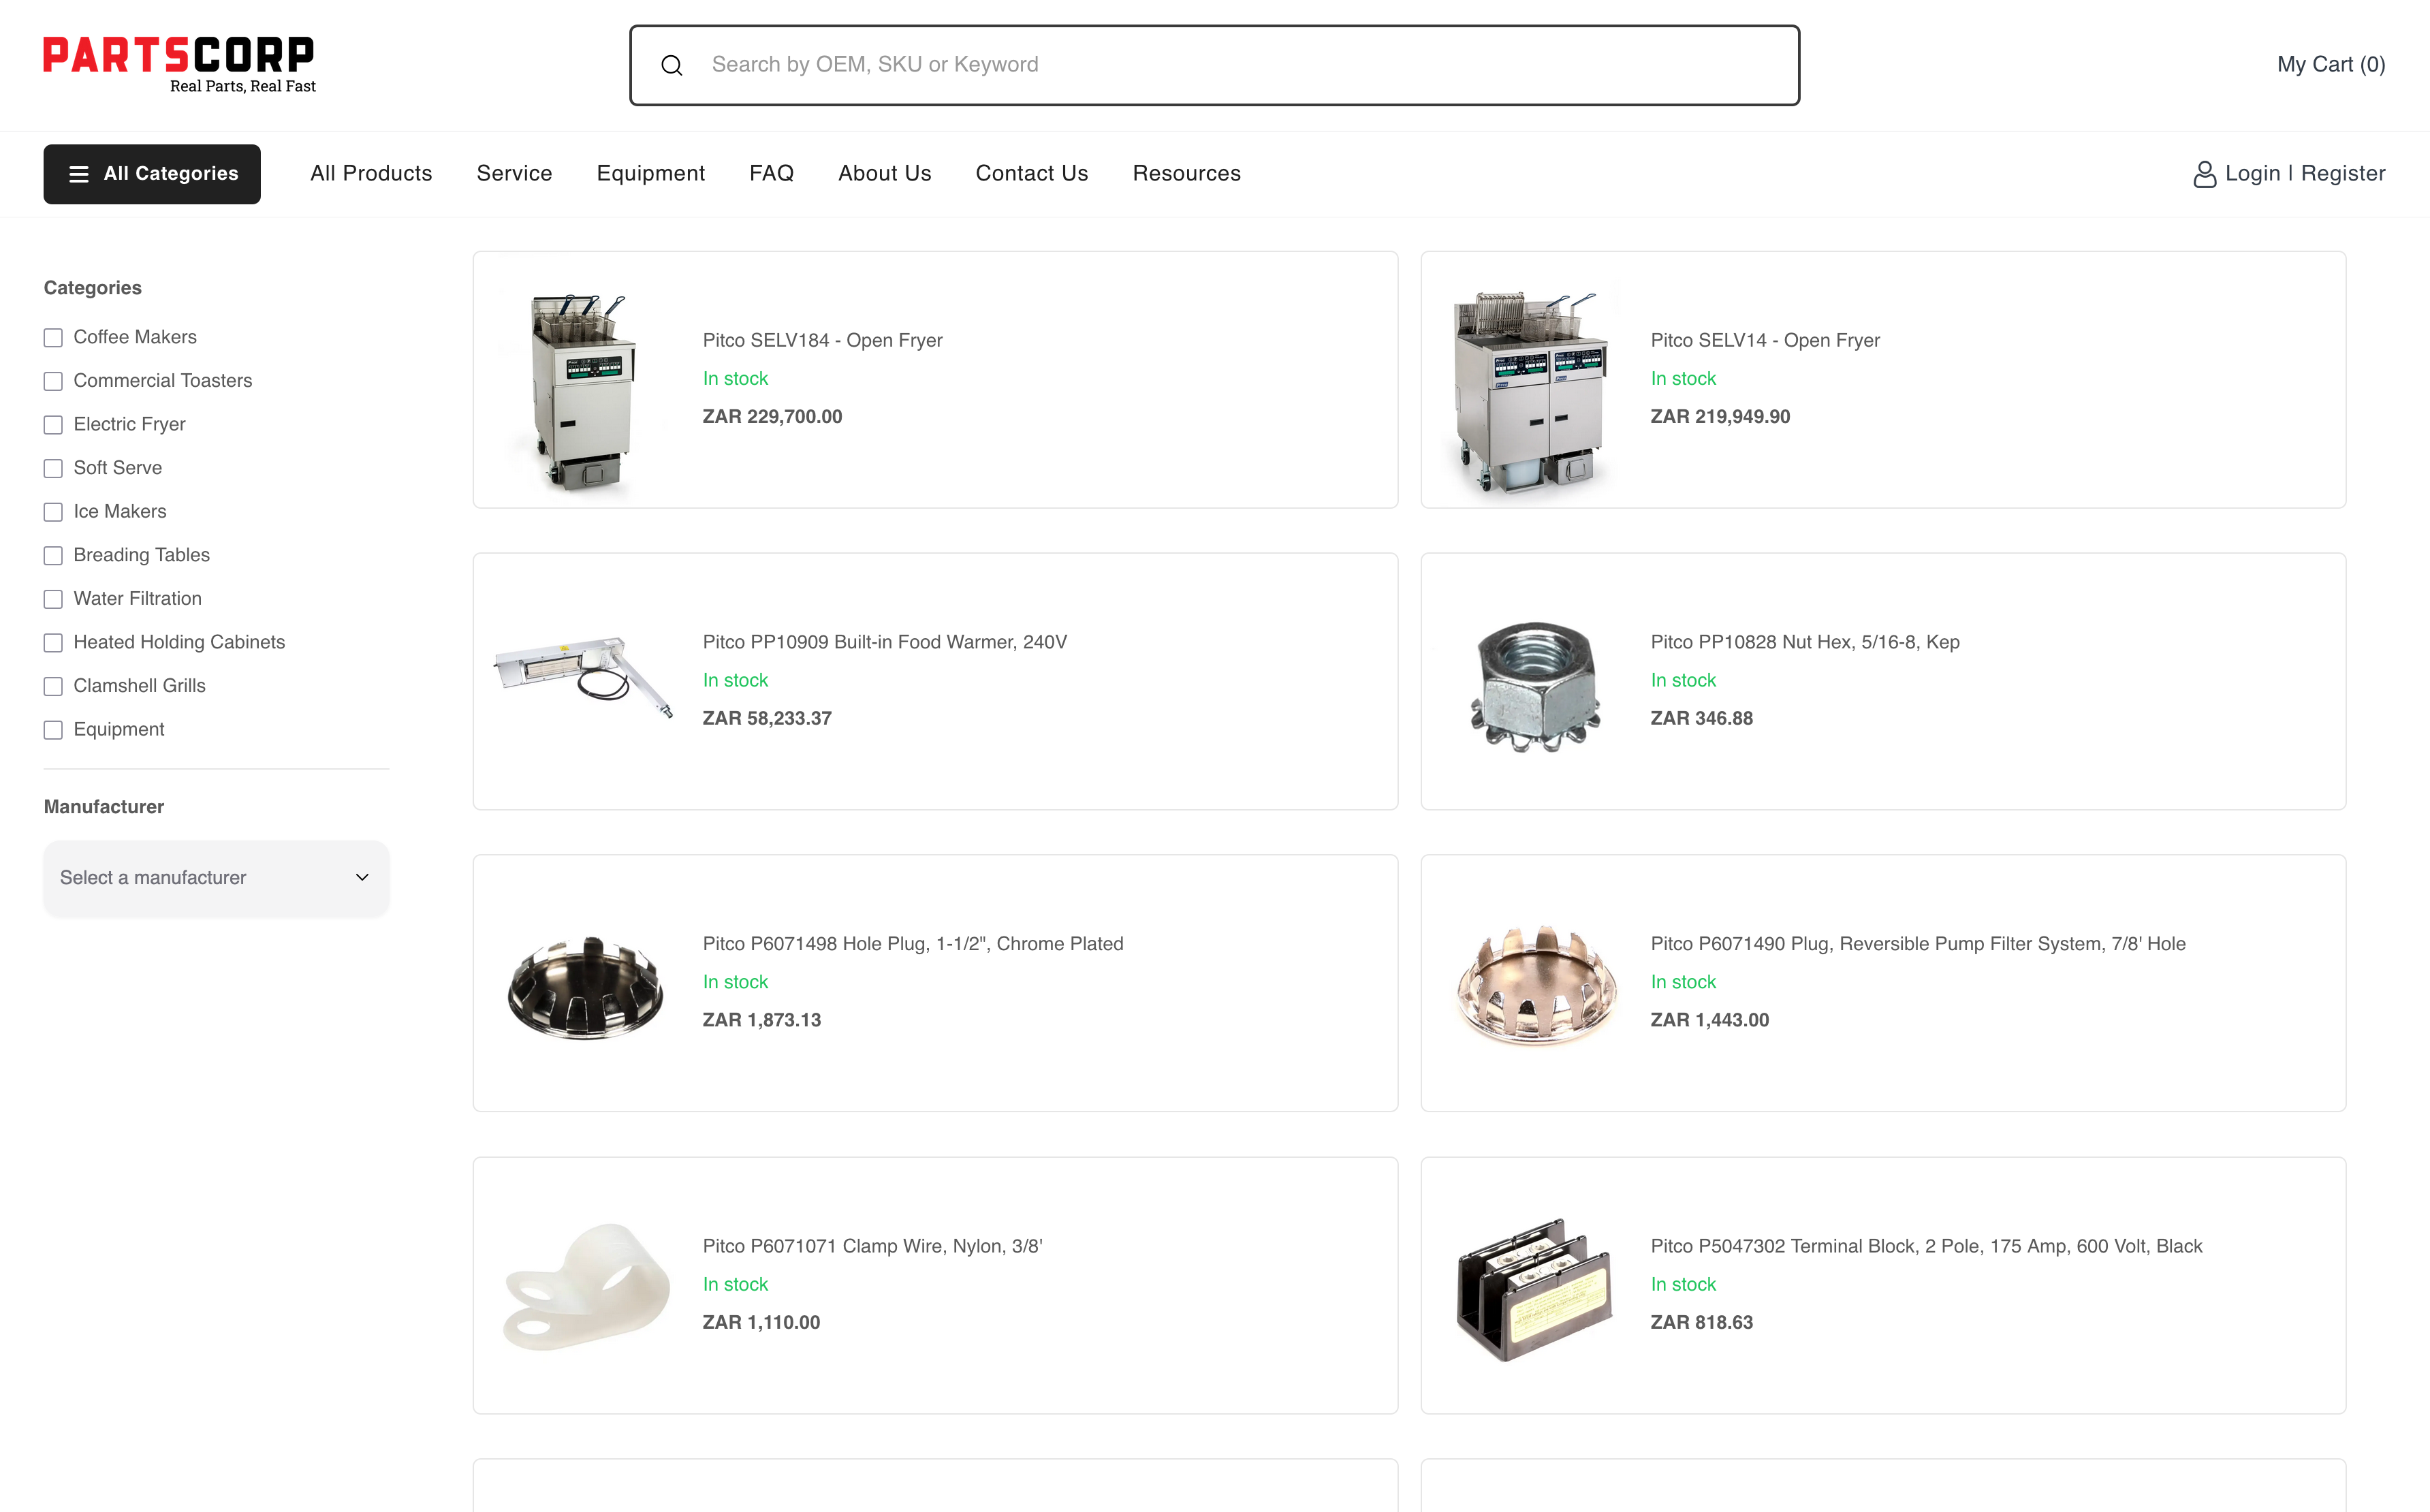 PARTSCORP
Real Parts, Real Fast
Search by OEM, SKU or Keyword
My Cart (0)
All Categories
All Products
Service
Equipment
FAQ
About Us
Contact Us
Resources
Login | Register
Categories
Coffee Makers
Commercial Toasters
Electric Fryer
Soft Serve
Ice Makers
Breading Tables
Water Filtration
Heated Holding Cabinets
Clamshell Grills
Equipment
Manufacturer
Select a manufacturer
Pitco SELV184 - Open Fryer
In stock
ZAR 229,700.00
Pitco SELV14 - Open Fryer
In stock
ZAR 219,949.90
Pitco PP10909 Built-in Food Warmer, 240V
In stock
ZAR 58,233.37
Pitco PP10828 Nut Hex, 5/16-8, Kep
In stock
ZAR 346.88
Pitco P6071498 Hole Plug, 1-1/2", Chrome Plated
In stock
ZAR 1,873.13
Pitco P6071490 Plug, Reversible Pump Filter System, 7/8' Hole
In stock
ZAR 1,443.00
Pitco P6071071 Clamp Wire, Nylon, 3/8'
In stock
ZAR 1,110.00
Pitco P5047302 Terminal Block, 2 Pole, 175 Amp, 600 Volt, Black
In stock
ZAR 818.63